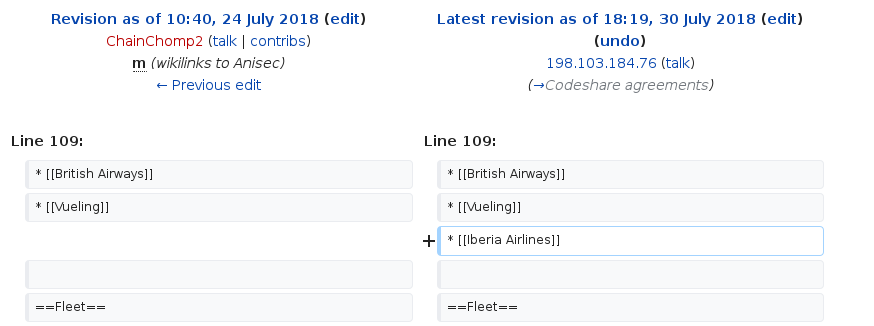 Revision as of 10:40, 24 July 2018 (edit)
ChainChomp2 (talk | contribs)
m (wikilinks to Anisec)
← Previous edit
Latest revision as of 18:19, 30 July 2018 (edit)
(undo)
198.103.184.76 (talk)
(→Codeshare agreements)
Line 109:
Line 109:
* [[British Airways]]
* [[British Airways]]
* [[Vueling]]
* [[Vueling]]
+ * [[Iberia Airlines]]
==Fleet==
==Fleet==